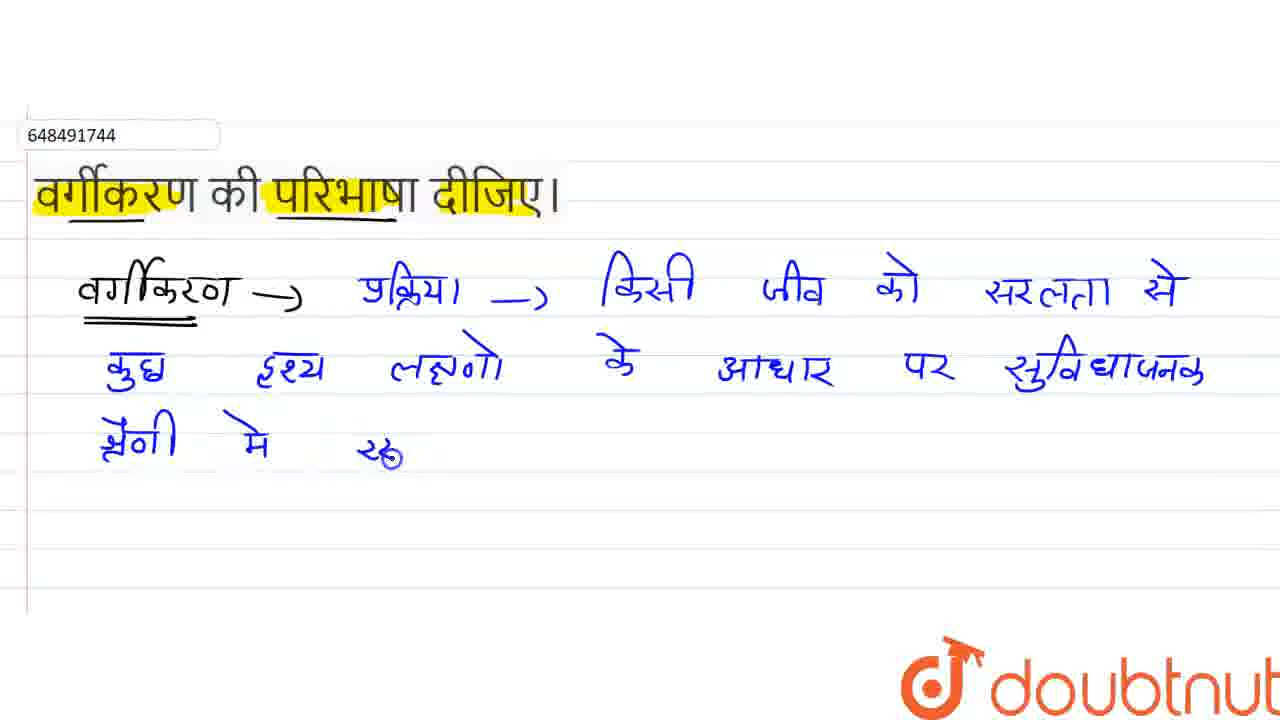 648491744
वर्गीकरण की परिभाषा दीजिए।
वर्गीकरण → प्रक्रिया → किसी जीव को सरलता से
कुछ दृश्य लक्षणो के आधार पर सुविधाजनक
श्रेणी मे
doubtnut